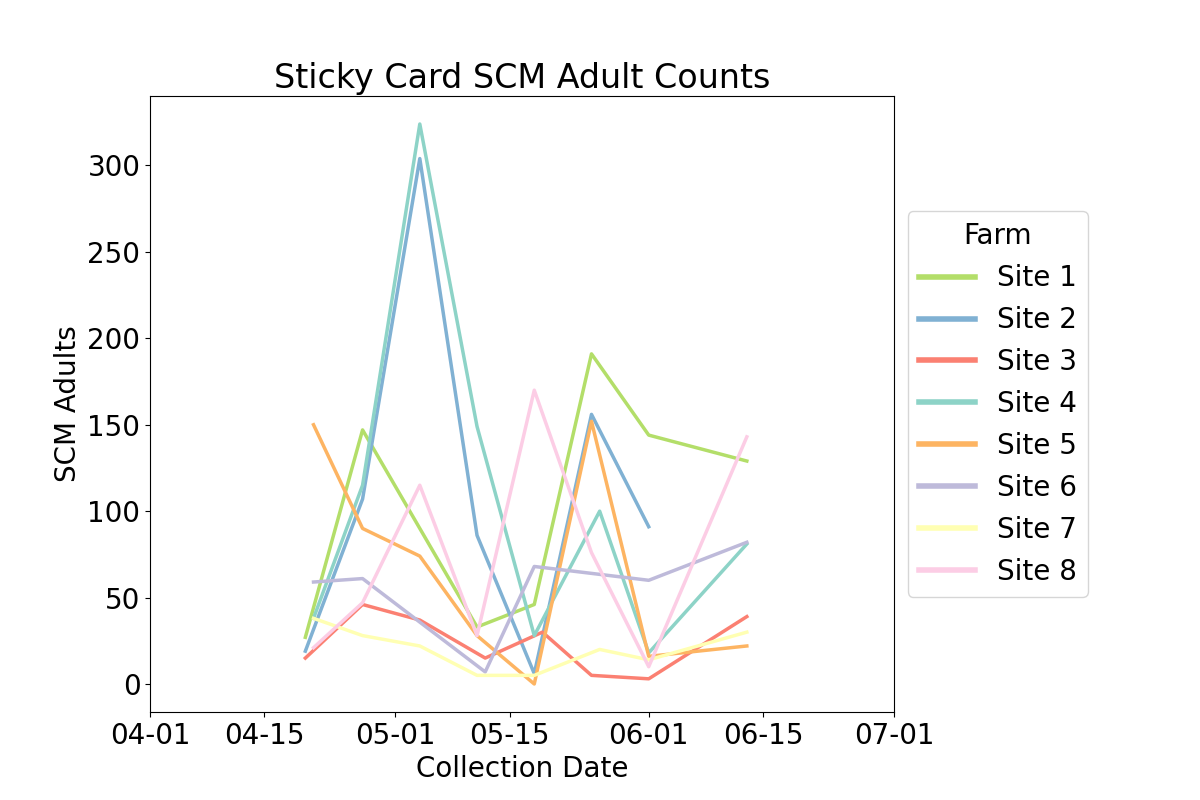 Sticky Card SCM Adult Counts
300
250
200
150
100
50
0
SCM Adults
04-01 04-15 05-01 05-15 06-01 06-15 07-01
Collection Date
Farm
Site 1
Site 2
Site 3
Site 4
Site 5
Site 6
Site 7
Site 8